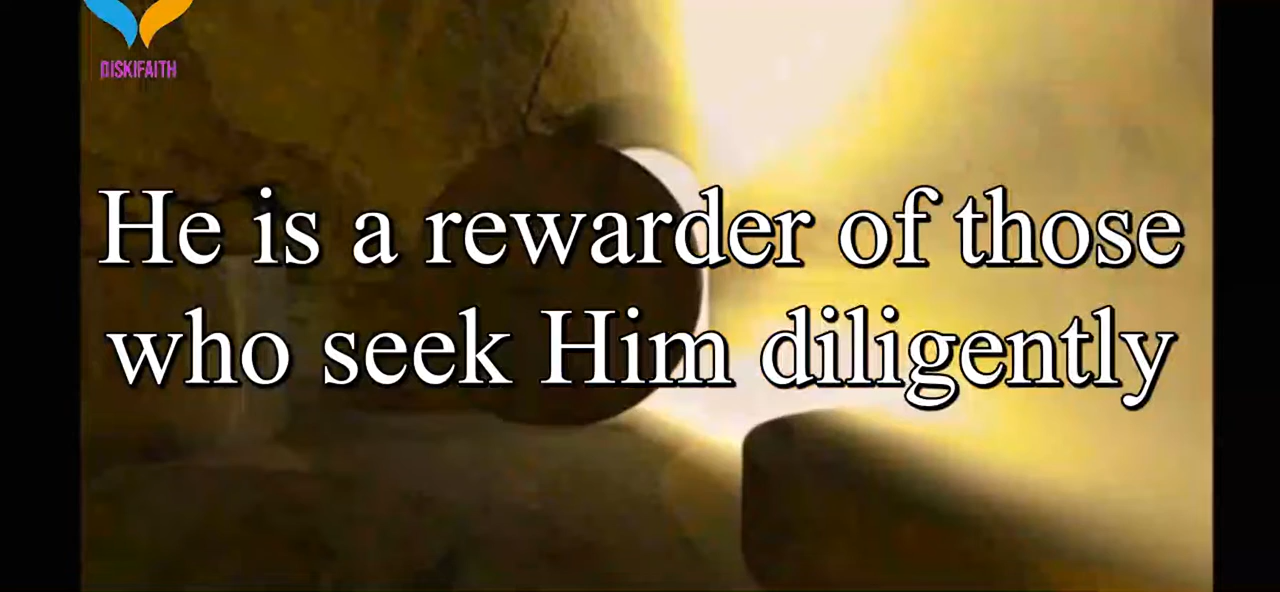 DISKIFAITH
He is a rewarder of those
who seek Him diligently